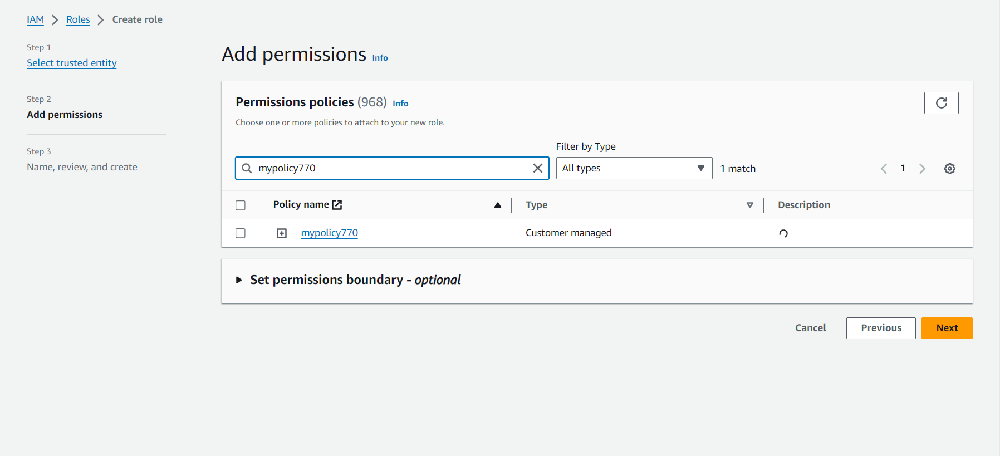 IAM Roles Create role
Step 1
Select trusted entity
Step 2
Add permissions
Step 3
Name, review, and create
Add permissions Info
Permissions policies (968) Info
Choose one or more policies to attach to your new role.
Filter by Type
mypolicy770 All types 1 match 1
Policy name Type Description
mypolicy770 Customer managed
Set permissions boundary - optional
Cancel Previous Next